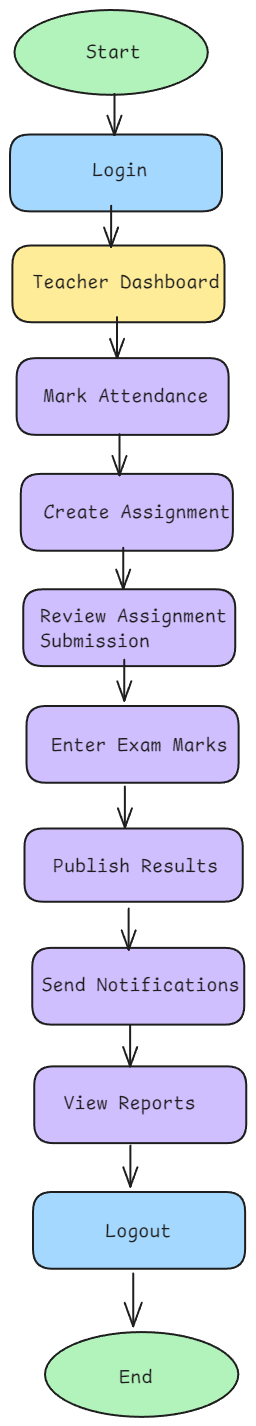 Start
Login
Teacher Dashboard
Mark Attendance
Create Assignment
Review Assignment
Submission
Enter Exam Marks
Publish Results
Send Notifications
View Reports
Logout
End